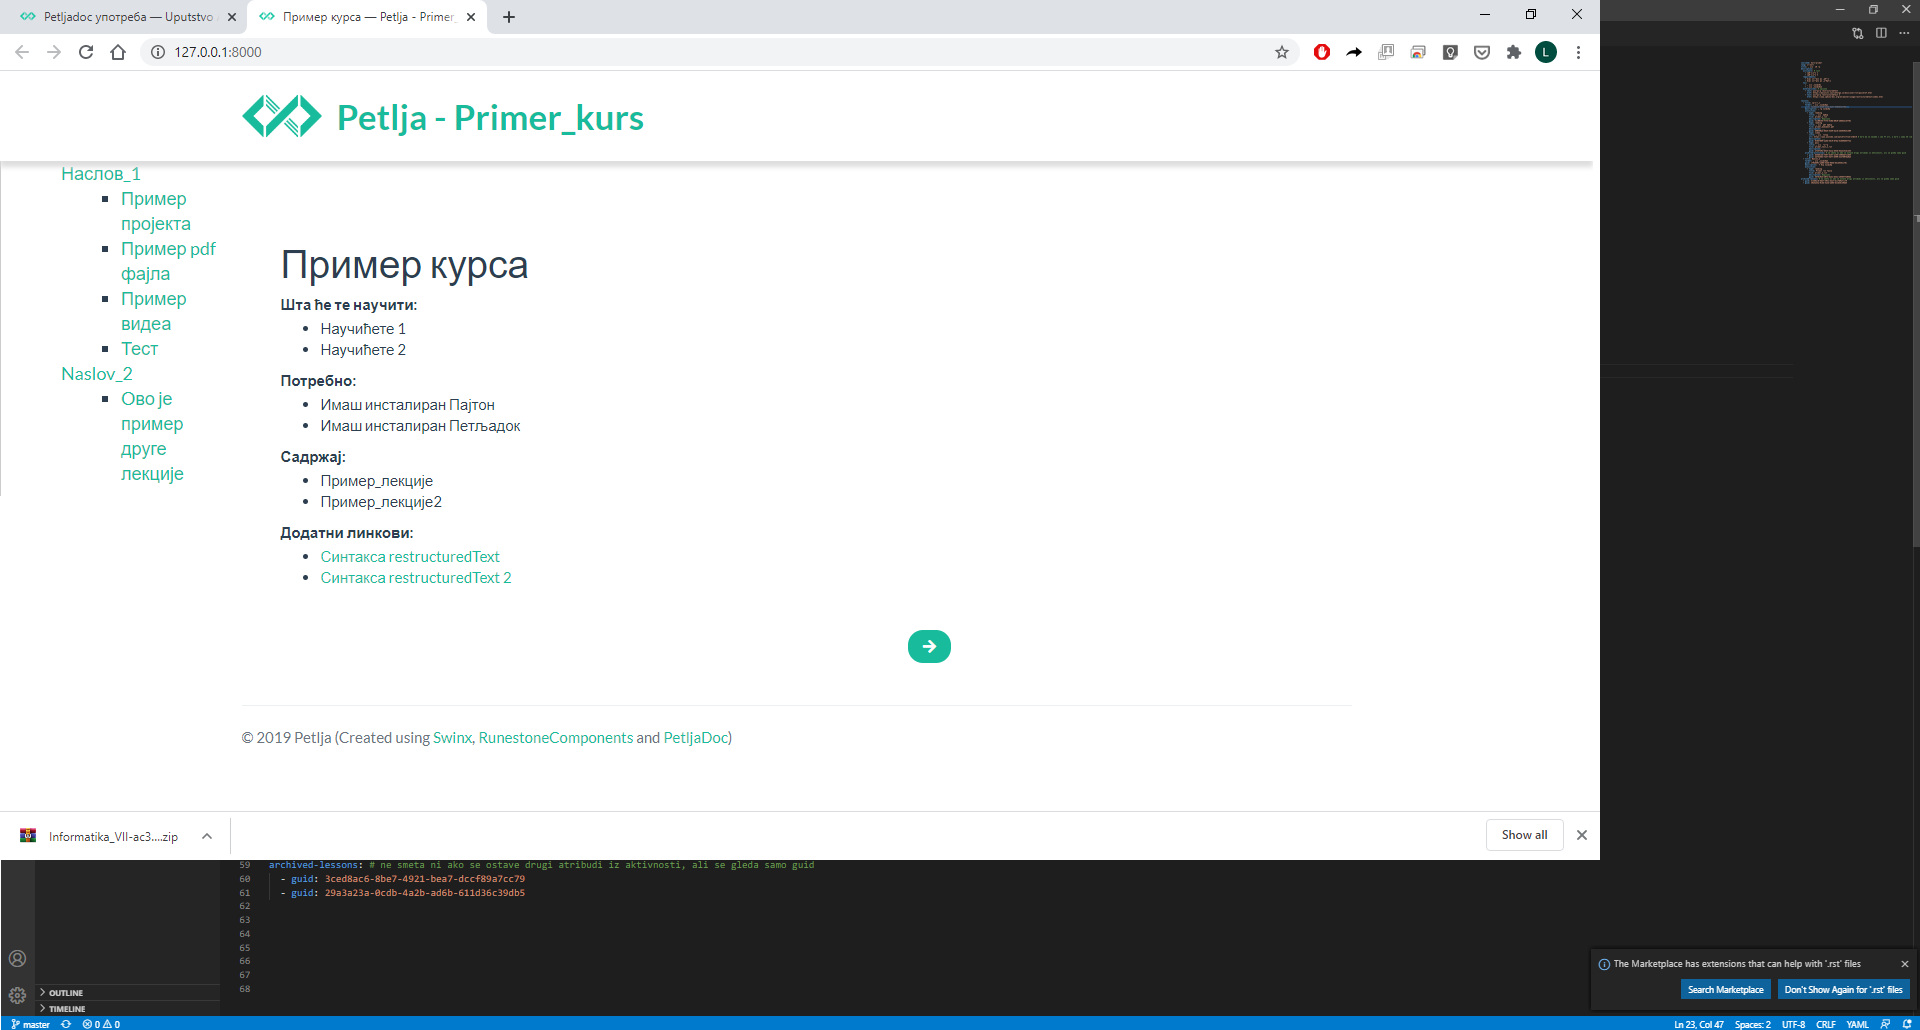 Petljadoc употреба — Uputstvo
Пример курса — Petlja - Primer_
127.0.0.1:8000
L
Petlja - Primer_kurs
Наслов_1
Пример
пројекта
Пример pdf
фајла
Пример
видеа
Тест
Naslov_2
Ово је
пример
друге
лекције
Пример курса
Шта ће те научити:
Научићете 1
Научићете 2
Потребно:
Имаш инсталиран Пајтон
Имаш инсталиран Петљадок
Садржај:
Пример_лекције
Пример_лекције2
Додатни линкови:
Синтакса restructuredText
Синтакса restructuredText 2
© 2019 Petlja (Created using Swinx, RunestoneComponents and PetljaDoc)
Informatika_VII-ac3....zip
Show all
59 archived-lessons: # ne smeta ni ako se ostave drugi atributi iz aktivnosti, ali se gleda samo guid
60 - guid: 3ced8ac6-8be7-4921-bea7-dccf89a7cc79
61 - guid: 29a3a23a-0cdb-4a2b-ad6b-611d36c39db5
62
63
64
65
66
67
68
OUTLINE
TIMELINE
The Marketplace has extensions that can help with '.rst' files
Search Marketplace
Don't Show Again for '.rst' files
master
0 0
Ln 23, Col 47 Spaces: 2 UTF-8 CRLF YAML